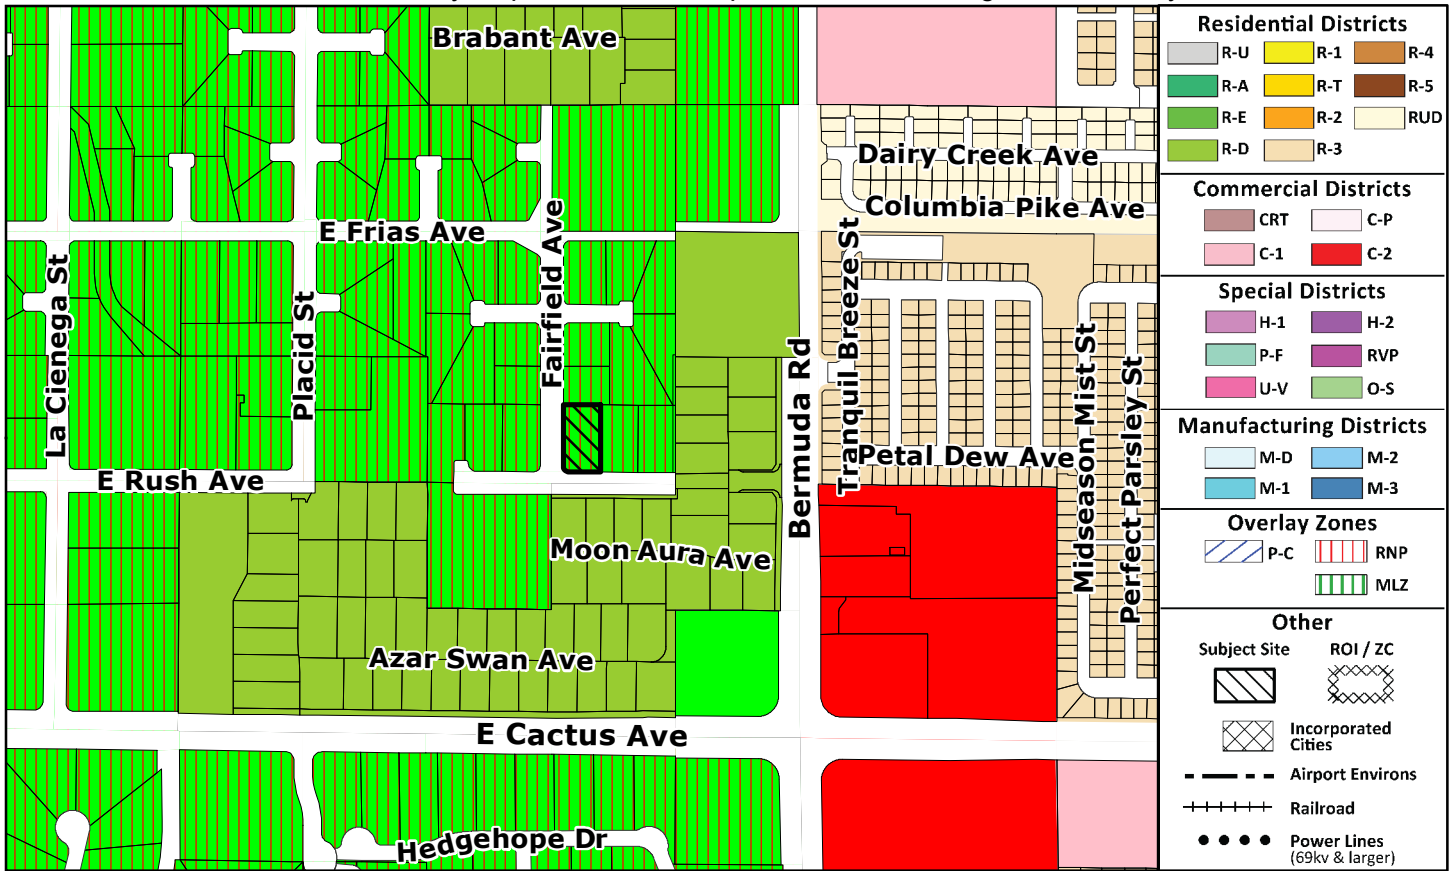 Brabant Ave
Dairy Creek Ave
Columbia Pike Ave
E Frias Ave
Fairfield Ave
Tranquil Breeze St
La Cienega St
Placid St
Bermuda Rd
Midseason Mist St
Perfect Parsley St
Petal Dew Ave
E Rush Ave
Moon Aura Ave
Azar Swan Ave
E Cactus Ave
Hedgehope Dr
Residential Districts
R-U R-1 R-4
R-A R-T R-5
R-E R-2 RUD
R-D R-3
Commercial Districts
CRT C-P
C-1 C-2
Special Districts
H-1 H-2
P-F RVP
U-V O-S
Manufacturing Districts
M-D M-2
M-1 M-3
Overlay Zones
P-C RNP
MLZ
Other
Subject Site ROI / ZC
Incorporated
Cities
Airport Environs
Railroad
Power Lines
(69kv & larger)